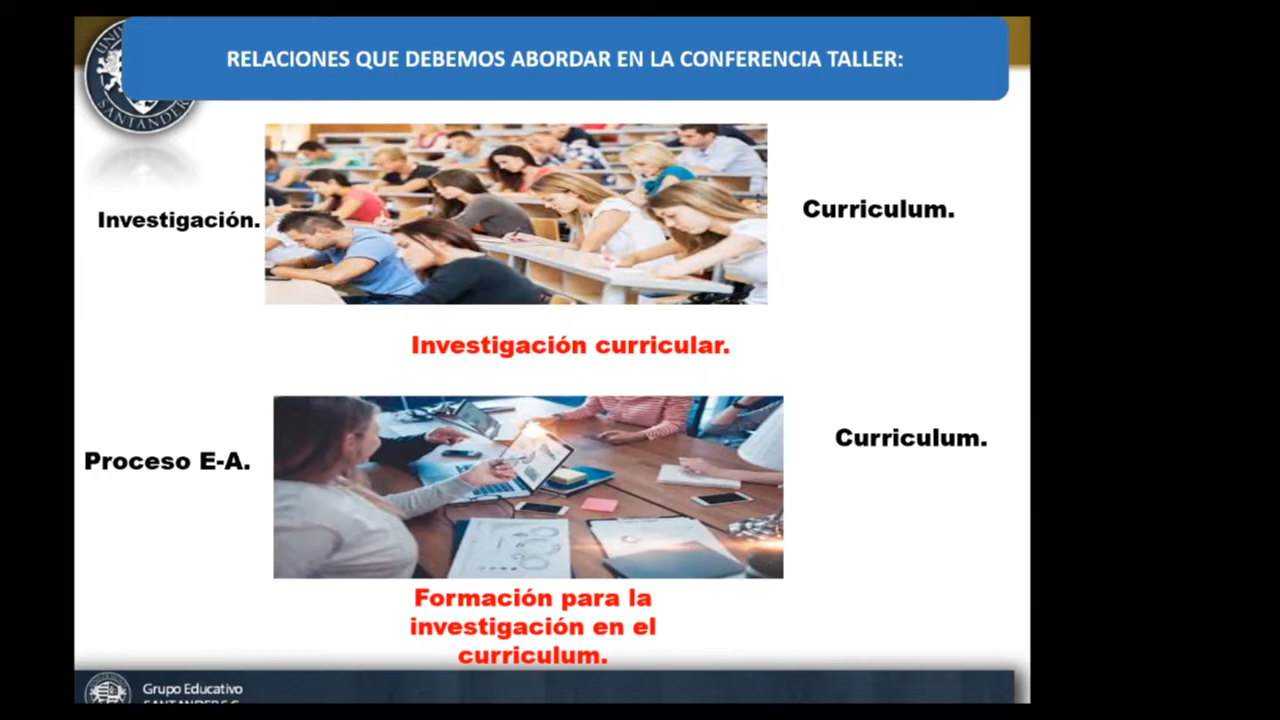 RELACIONES QUE DEBEMOS ABORDAR EN LA CONFERENCIA TALLER:
SANTANDER
Investigación.
Curriculum.
Investigación curricular.
Proceso E-A.
Curriculum.
Formación para la
investigación en el
curriculum.
Grupo Educativo